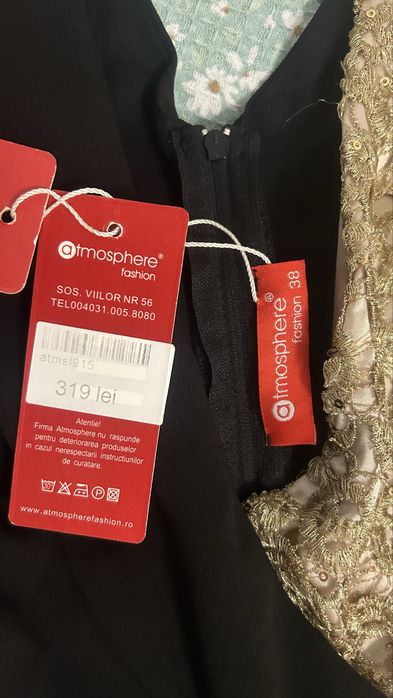 atmosphere®
fashion
SOS. VIILOR NR 56
TEL004031.005.8080
atmsl915
319 lei
Atentie!
Firma Atmosphere nu raspunde
pentru deteriorarea produselor
in cazul nerespectarii instructiunilor
de curatare.
www.atmospherefashion.ro
atmosphere®
fashion 38